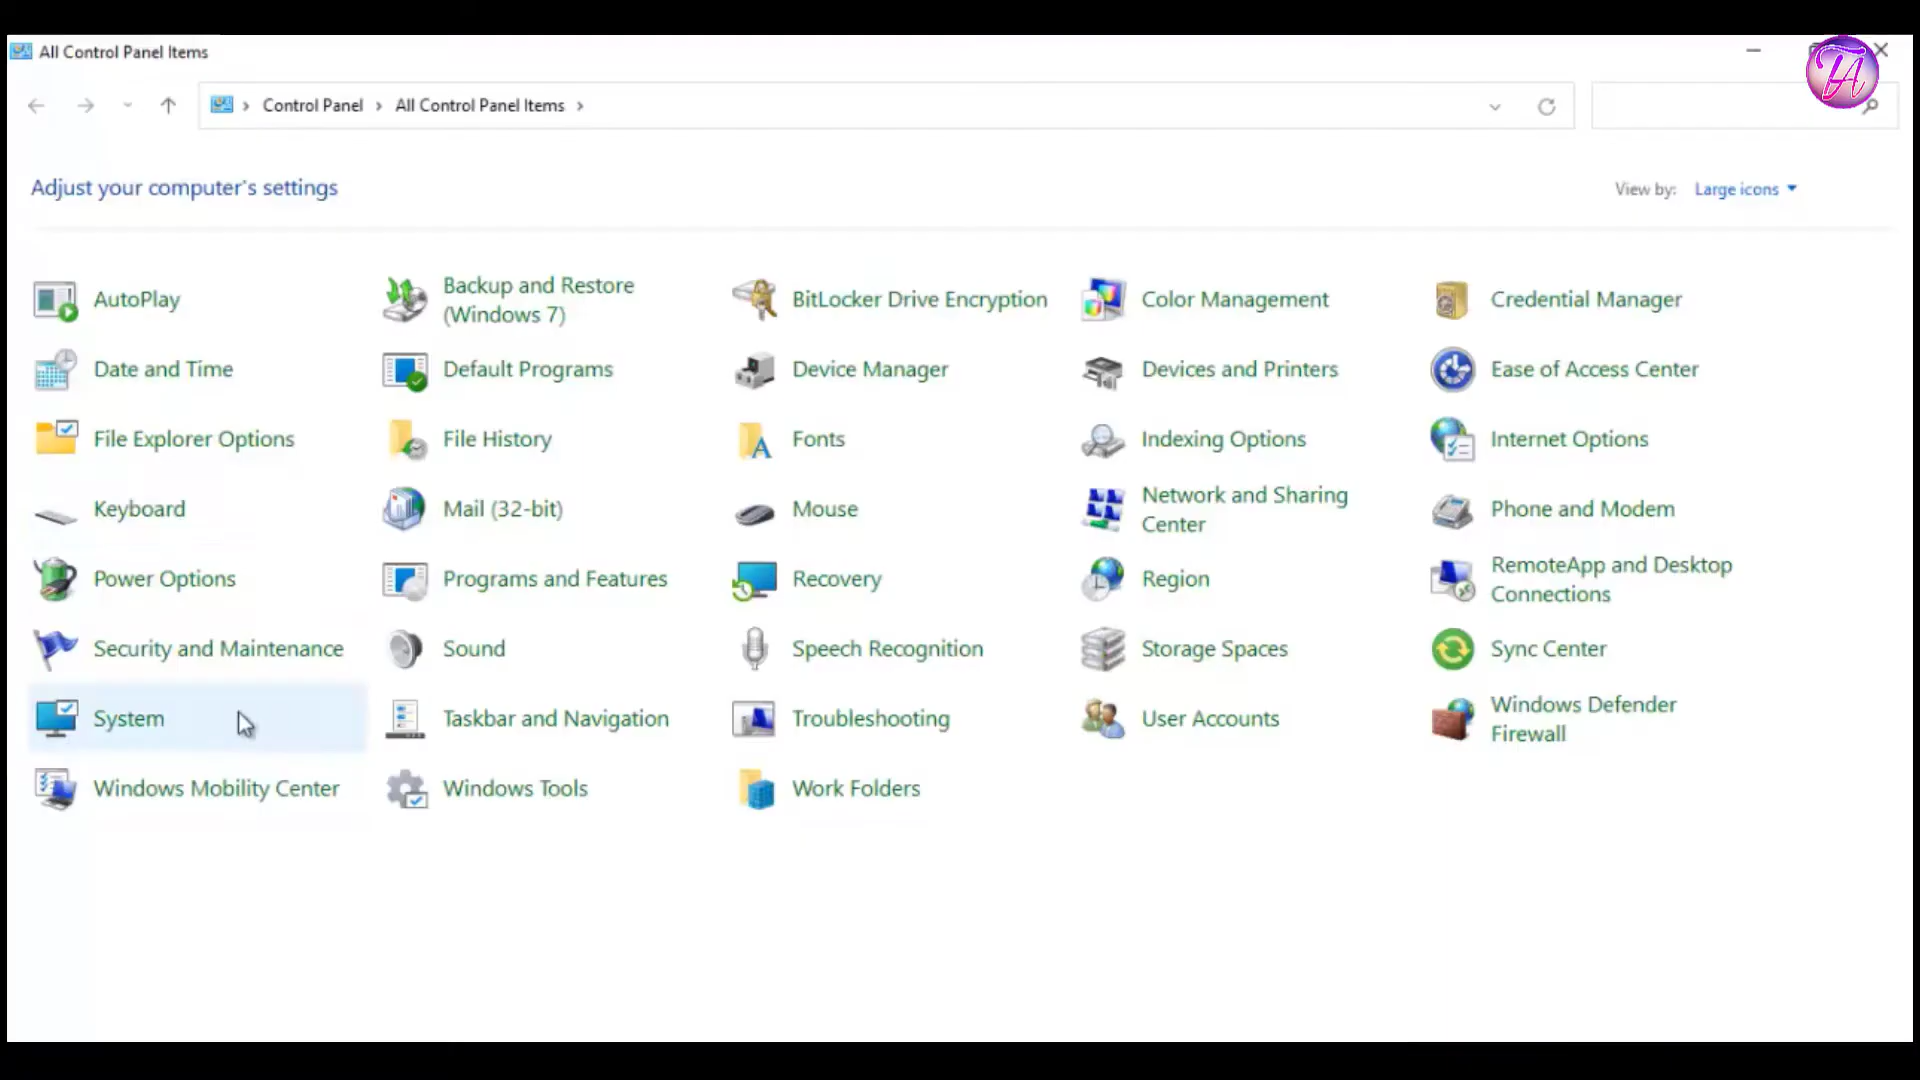 All Control Panel Items
Control Panel
All Control Panel Items
TA
Adjust your computer's settings
View by: Large icons
AutoPlay
Backup and Restore
(Windows 7)
BitLocker Drive Encryption
Color Management
Credential Manager
Date and Time
Default Programs
Device Manager
Devices and Printers
Ease of Access Center
File Explorer Options
File History
Fonts
Indexing Options
Internet Options
Keyboard
Mail (32-bit)
Mouse
Network and Sharing
Center
Phone and Modem
Power Options
Programs and Features
Recovery
Region
RemoteApp and Desktop
Connections
Security and Maintenance
Sound
Speech Recognition
Storage Spaces
Sync Center
System
Taskbar and Navigation
Troubleshooting
User Accounts
Windows Defender
Firewall
Windows Mobility Center
Windows Tools
Work Folders